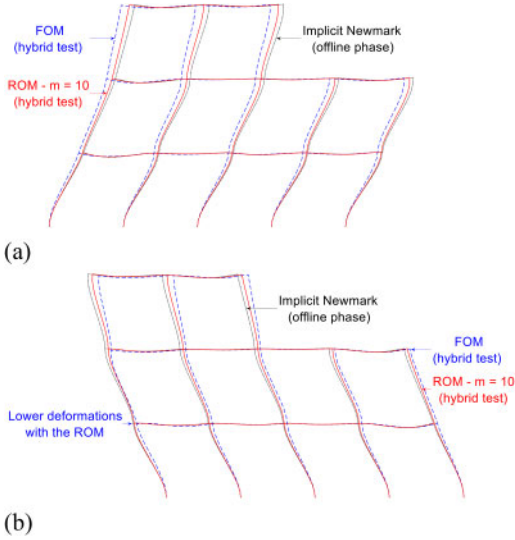 FOM
(hybrid test)
Implicit Newmark
(offline phase)
ROM - m = 10
(hybrid test)
(a)
Implicit Newmark
(offline phase)
FOM
(hybrid test)
ROM - m = 10
(hybrid test)
Lower deformations
with the ROM
(b)